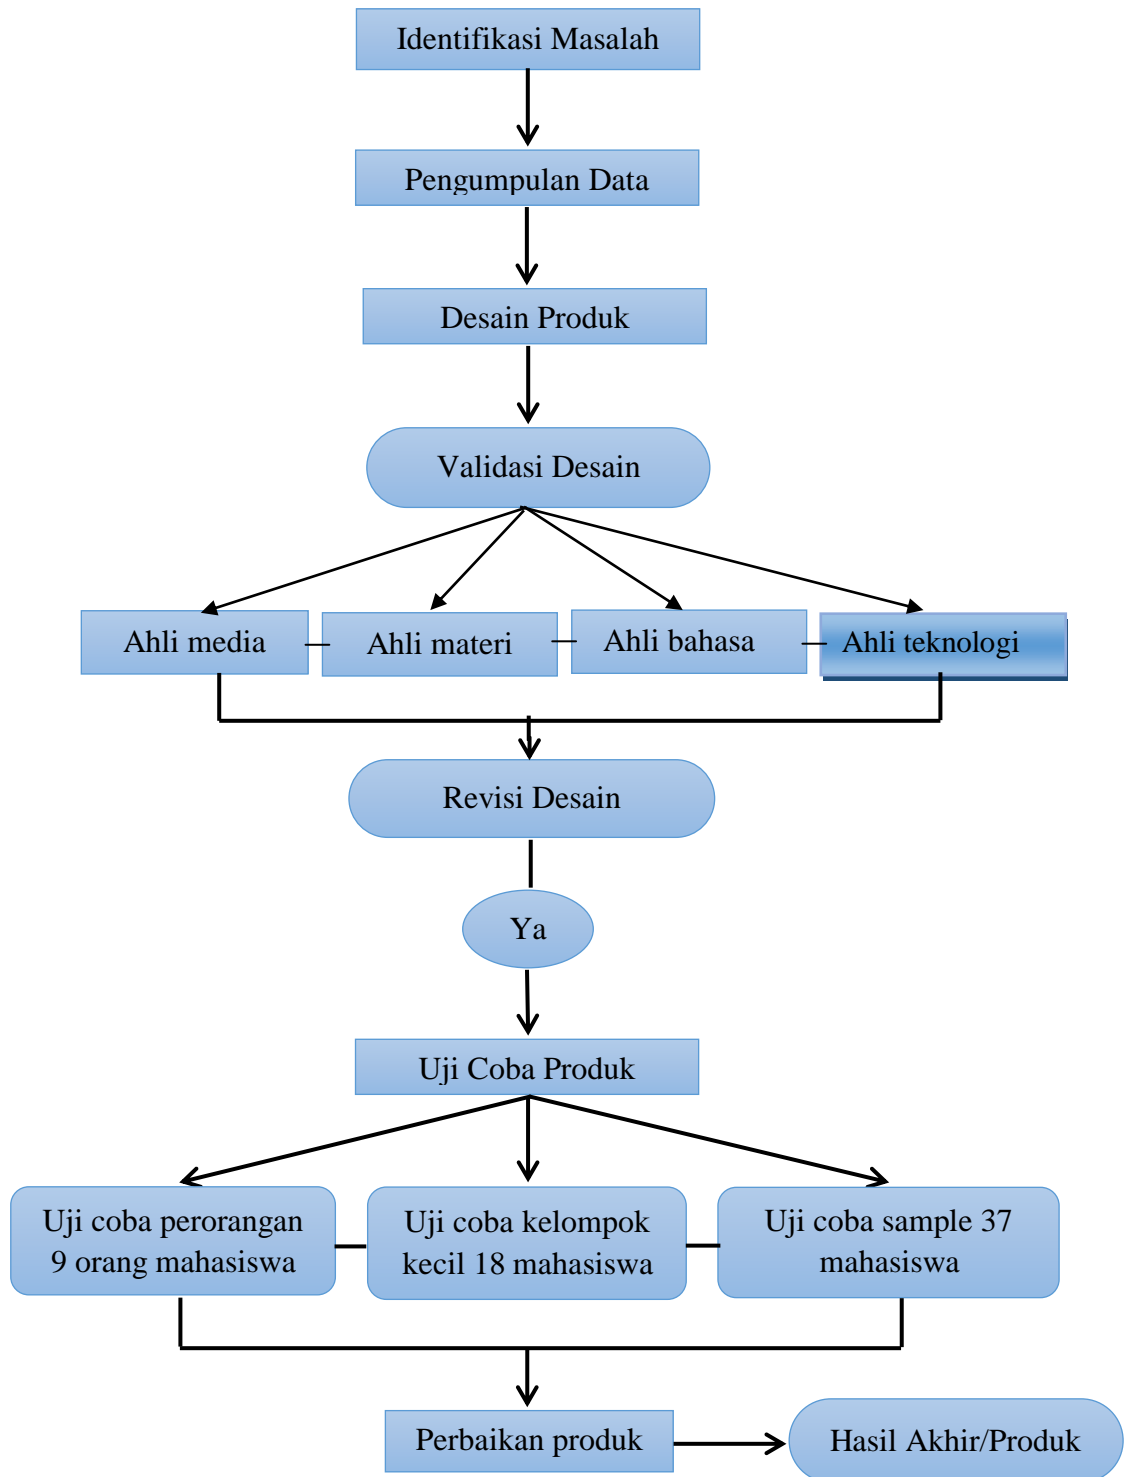 Identifikasi Masalah
Pengumpulan Data
Desain Produk
Validasi Desain
Ahli media
Ahli materi
Ahli bahasa
Ahli teknologi
Revisi Desain
Ya
Uji Coba Produk
Uji coba perorangan
9 orang mahasiswa
Uji coba kelompok
kecil 18 mahasiswa
Uji coba sample 37
mahasiswa
Perbaikan produk
Hasil Akhir/Produk